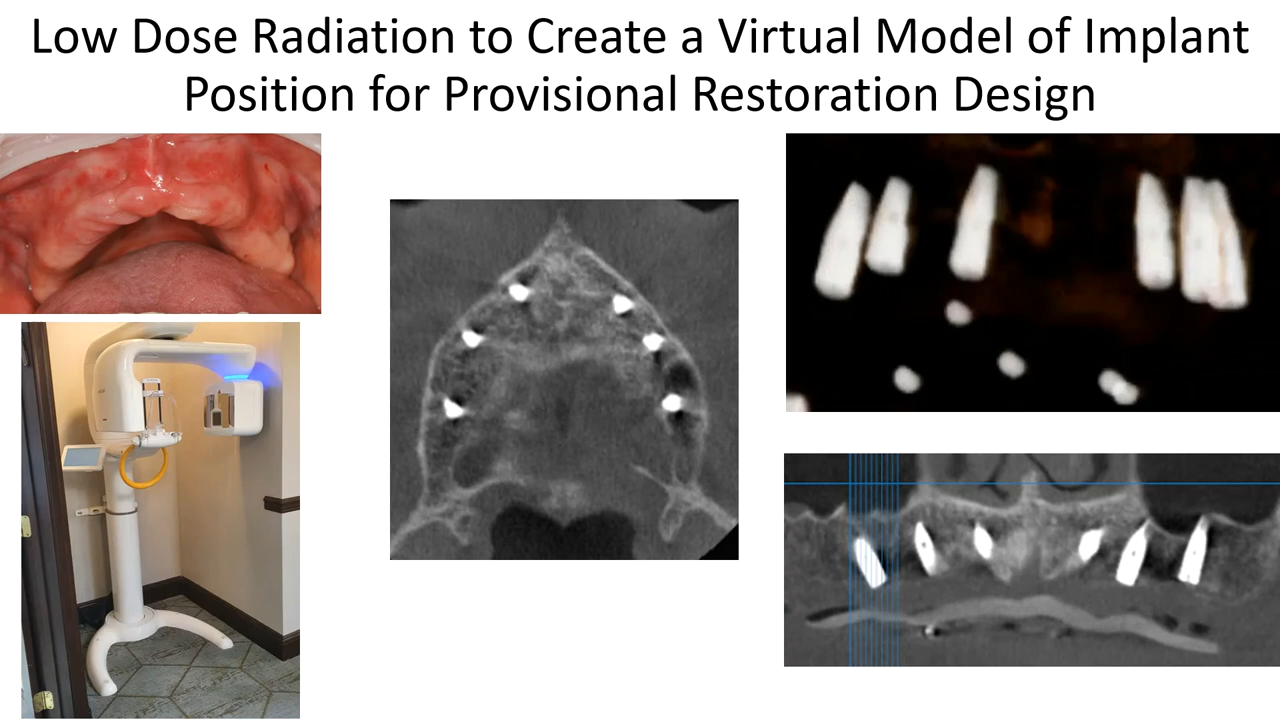 Low Dose Radiation to Create a Virtual Model of Implant
Position for Provisional Restoration Design